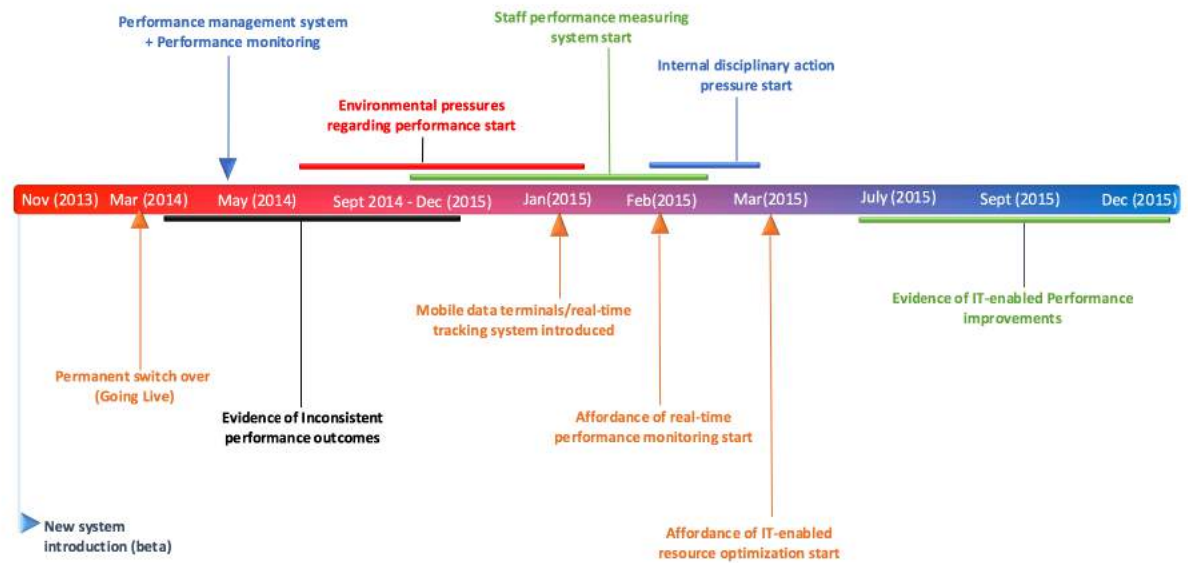 Performance management system
+ Performance monitoring
Staff performance measuring
system start
Internal disciplinary action
pressure start
Environmental pressures
regarding performance start
Nov (2013) Mar (2014) May (2014) Sept 2014 - Dec (2015) Jan(2015) Feb(2015) Mar(2015) July (2015) Sept (2015) Dec (2015)
Mobile data terminals/real-time
tracking system introduced
Evidence of IT-enabled Performance
improvements
Permanent switch over
(Going Live)
Evidence of Inconsistent
performance outcomes
Affordance of real-time
performance monitoring start
New system
introduction (beta)
Affordance of IT-enabled
resource optimization start